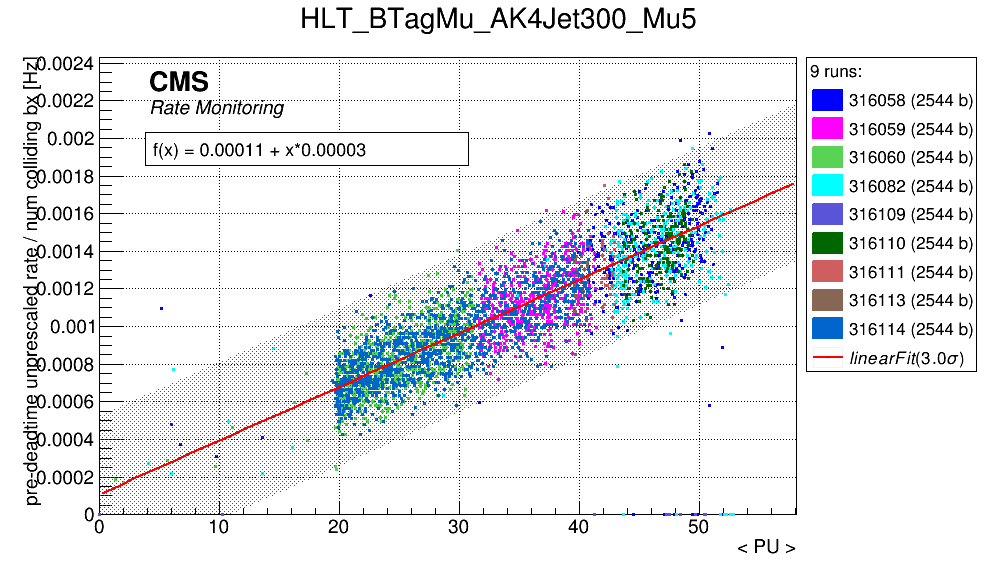 HLT_BTagMu_AK4Jet300_Mu5
pre-deadtime unprescaled rate / num colliding bx [Hz]
0.0024
0.0022
0.002
0.0018
0.0016
0.0014
0.0012
0.001
0.0008
0.0006
0.0004
0.0002
0
CMS
Rate Monitoring
f(x) = 0.00011 + x*0.00003
0 10 20 30 40 50
< PU >
9 runs:
316058 (2544 b)
316059 (2544 b)
316060 (2544 b)
316082 (2544 b)
316109 (2544 b)
316110 (2544 b)
316111 (2544 b)
316113 (2544 b)
316114 (2544 b)
linearFit(3.0σ)